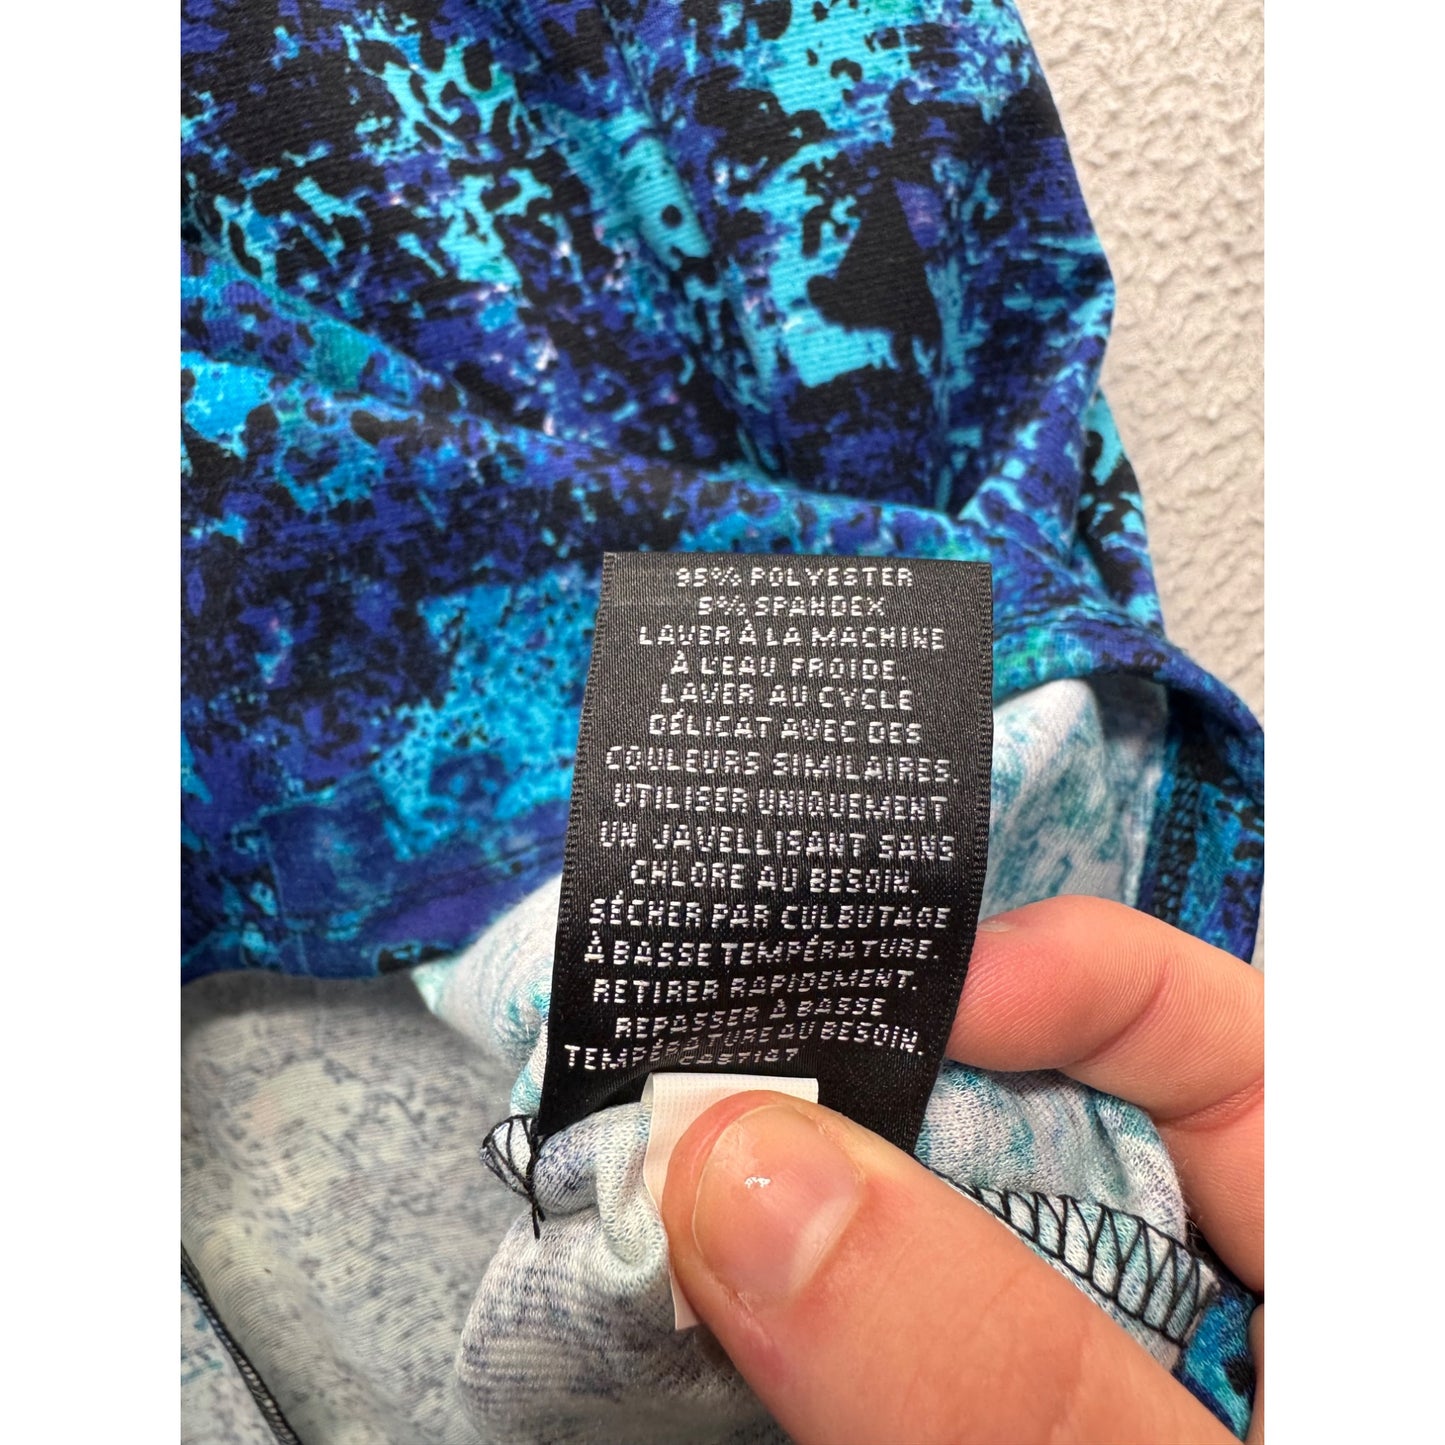 95% POLYESTER
5% SPANDEX
LAVER À LA MACHINE
À L'EAU FROIDE.
LAVER AU CYCLE
DÉLICAT AVEC DES
COULEURS SIMILAIRES.
UTILISER UNIQUEMENT
UN JAVELLISANT SANS
CHLORE AU BESOIN.
SÉCHER PAR CULBUTAGE
À BASSE TEMPÉRATURE.
RETIRER RAPIDEMENT.
REPASSER À BASSE
TEMPÉRATURE AU BESOIN.